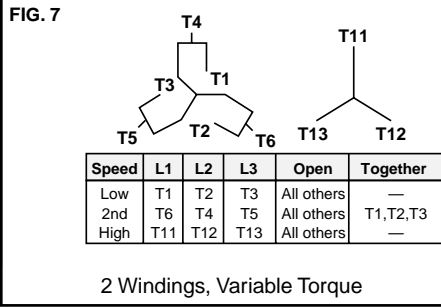 FIG. 7
T4
T11
T3 T1
T5 T2 T6 T13 T12
Speed L1 L2 L3 Open Together
Low T1 T2 T3 All others —
2nd T6 T4 T5 All others T1,T2,T3
High T11 T12 T13 All others —
2 Windings, Variable Torque